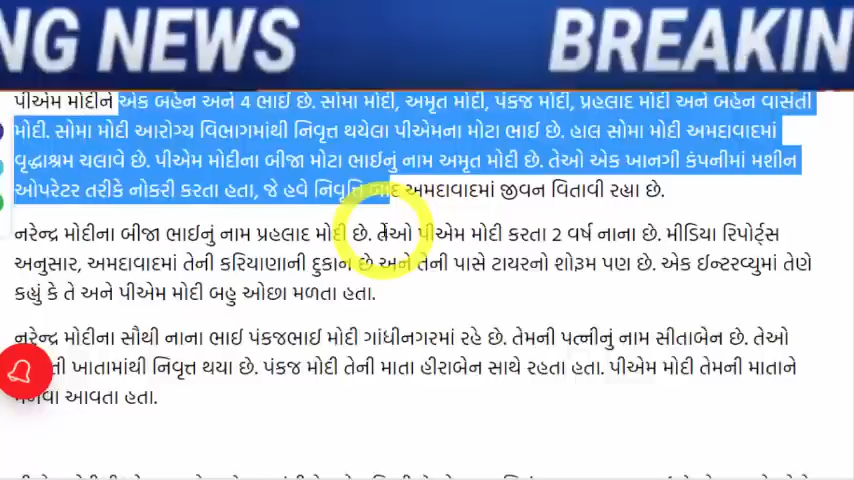 NG NEWS BREAKIN
પીએમ મોદીને એક બહેન અને 4 ભાઈ છે. સોમા મોદી, અમૃત મોદી, પંકજ મોદી, પ્રહલાદ મોદી અને બહેન વાસંતી
મોદી. સોમા મોદી આરોગ્ય વિભાગમાંથી નિવૃત્ત થયેલા પીએમના મોટા ભાઈ છે. હાલ સોમા મોદી અમદાવાદમાં
વૃદ્ધાશ્રમ ચલાવે છે. પીએમ મોદીના બીજા મોટા ભાઈનું નામ અમૃત મોદી છે. તેઓ એક ખાનગી કંપનીમાં મશીન
ઓપરેટર તરીકે નોકરી કરતા હતા, જે હવે નિવૃત્તિ બાદ અમદાવાદમાં જીવન વિતાવી રહ્યા છે.
નરેન્દ્ર મોદીના બીજા ભાઈનું નામ પ્રહલાદ મોદી છે. તેઓ પીએમ મોદી કરતા 2 વર્ષ નાના છે. મીડિયા રિપોર્ટ્સ
અનુસાર, અમદાવાદમાં તેની કરિયાણાની દુકાન છે અને તેની પાસે ટાયરનો શોરૂમ પણ છે. એક ઈન્ટરવ્યુમાં તેણે
કહ્યું કે તે અને પીએમ મોદી બહુ ઓછા મળતા હતા.
નરેન્દ્ર મોદીના સૌથી નાના ભાઈ પંકજભાઈ મોદી ગાંધીનગરમાં રહે છે. તેમની પત્નીનું નામ સીતાબેન છે. તેઓ
ખાતામાંથી નિવૃત્ત થયા છે. પંકજ મોદી તેની માતા હીરાબેન સાથે રહતા હતા. પીએમ મોદી તેમની માતાને
આવતા હતા.